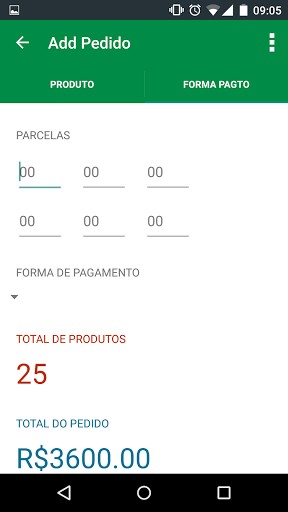 09:05
Add Pedido
PRODUTO FORMA PAGTO
PARCELAS
00 00 00
00 00 00
FORMA DE PAGAMENTO
TOTAL DE PRODUTOS
25
TOTAL DO PEDIDO
R$3600.00